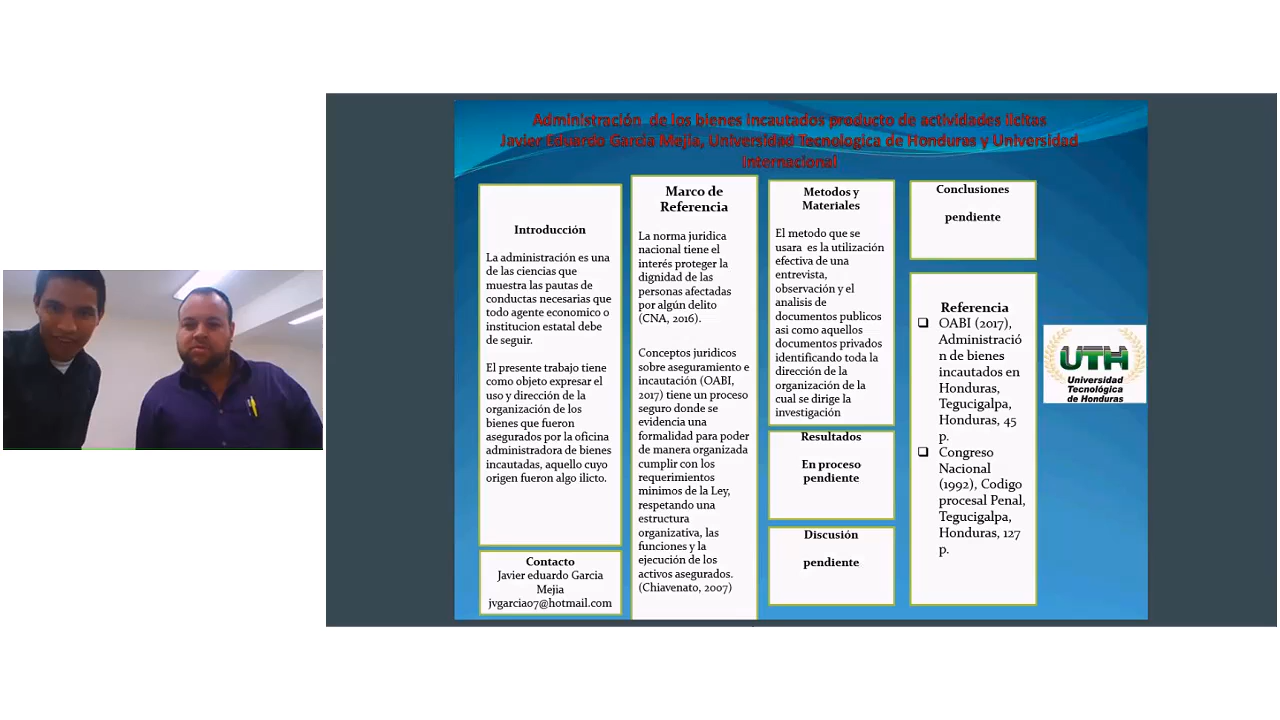 Administración de los bienes incautados producto de actividades ilcitas
Javier Eduardo Garcia Mejia, Universidad Tecnologica de Honduras y Universidad
Internacional
Introducción
La administración es una
de las ciencias que
muestra las pautas de
conductas necesarias que
todo agente economico o
institucion estatal debe
de seguir.
El presente trabajo tiene
como objeto expresar el
uso y dirección de la
organización de los
bienes que fueron
asegurados por la oficina
administradora de bienes
incautadas, aquello cuyo
origen fueron algo ilicto.
Contacto
Javier eduardo Garcia
Mejia
jvgarcia07@hotmail.com
Marco de
Referencia
La norma juridica
nacional tiene el
interés proteger la
dignidad de las
personas afectadas
por algún delito
(CNA, 2016).
Conceptos juridicos
sobre aseguramiento e
incautación (OABI,
2017) tiene un proceso
seguro donde se
evidencia una
formalidad para poder
de manera organizada
cumplir con los
requerimientos
minimos de la Ley,
respetando una
estructura
organizativa, las
funciones y la
ejecución de los
activos asegurados.
(Chiavenato, 2007)
Metodos y
Materiales
El metodo que se
usara es la utilización
efectiva de una
entrevista,
observación y el
analisis de
documentos publicos
asi como aquellos
documentos privados
identificando toda la
dirección de la
organización de la
cual se dirige la
investigación
Resultados
En proceso
pendiente
Discusión
pendiente
Conclusiones
pendiente
Referencia
OABI (2017),
Administració
n de bienes
incautados en
Honduras,
Tegucigalpa,
Honduras, 45
p.
Congreso
Nacional
(1992), Codigo
procesal Penal,
Tegucigalpa,
Honduras, 127
p.
UTH
Universidad
Tecnológica
de Honduras